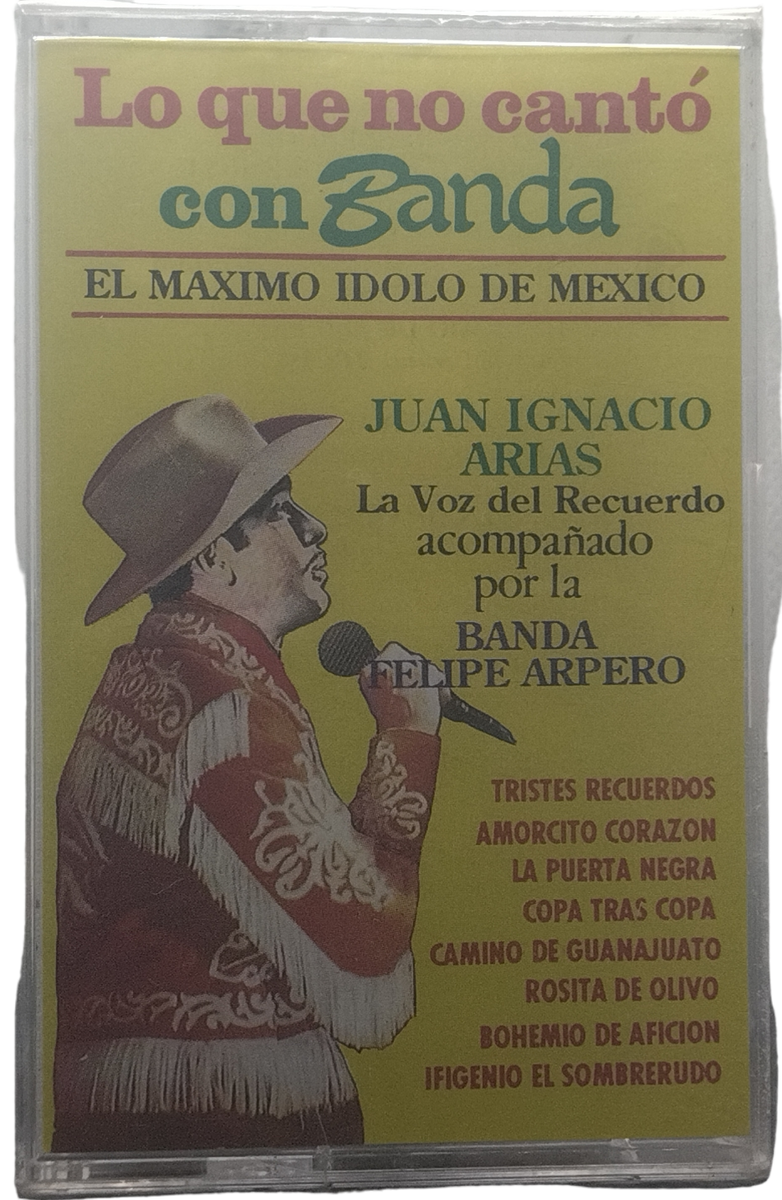 Lo que no cantó
con Banda
EL MAXIMO IDOLO DE MEXICO
JUAN IGNACIO
ARIAS
La Voz del Recuerdo
acompañado
por la
BANDA
FELIPE ARPERO
TRISTES RECUERDOS
AMORCITO CORAZON
LA PUERTA NEGRA
COPA TRAS COPA
CAMINO DE GUANAJUATO
ROSITA DE OLIVO
BOHEMIO DE AFICION
IFIGENIO EL SOMBRERUDO